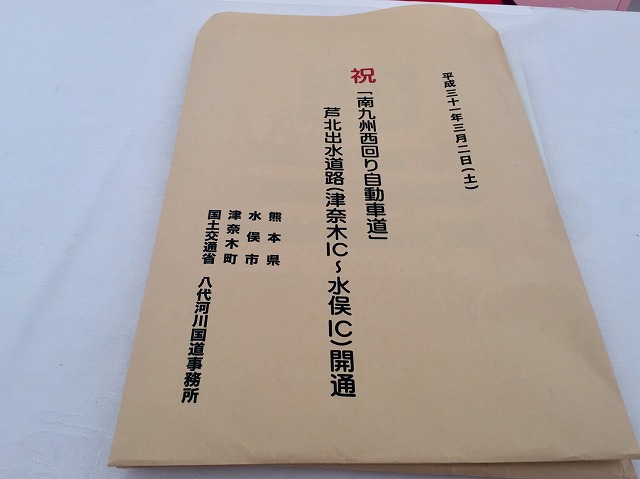 平成三十一年三月二日(土)
祝「南九州西回り自動車道」
芦北出水道路(津奈木IC〜水俣IC)開通
熊本県
水俣市
津奈木町
国土交通省 八代河川国道事務所